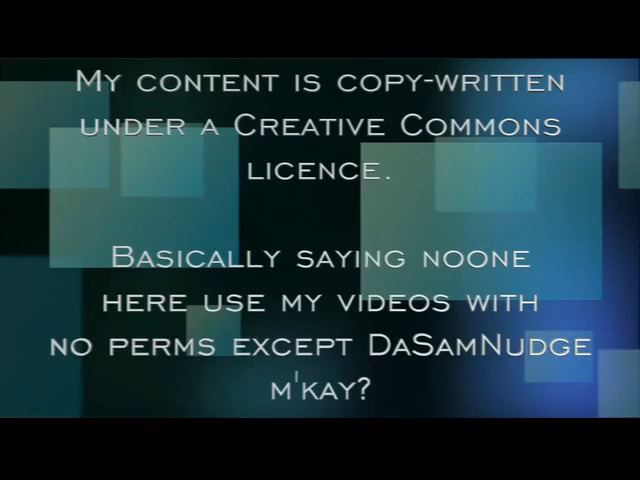 My content is copy-written
under a Creative Commons
licence.
Basically saying noone
here use my videos with
no perms except DaSamNudge
m'kay?